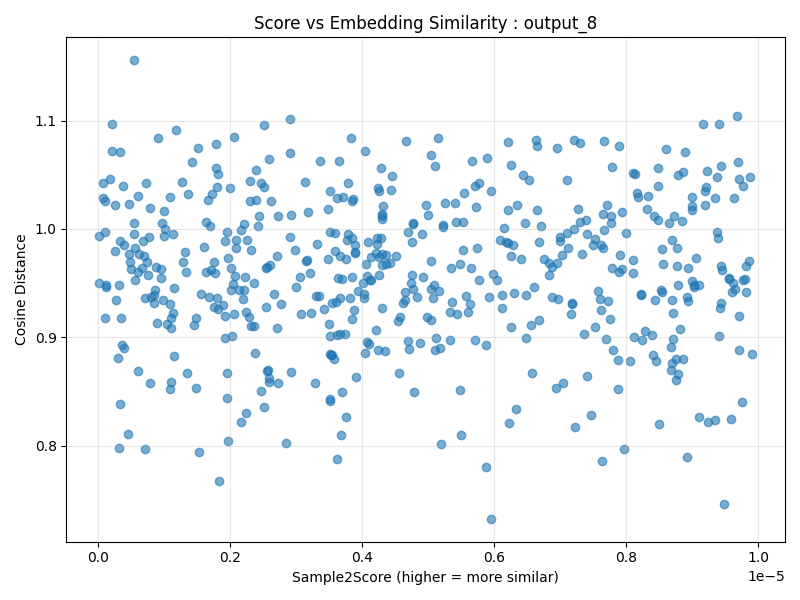 Score vs Embedding Similarity : output_8
Cosine Distance
1.1
1.0
0.9
0.8
0.0
0.2
0.4
0.6
0.8
1.0
1e−5
Sample2Score (higher = more similar)